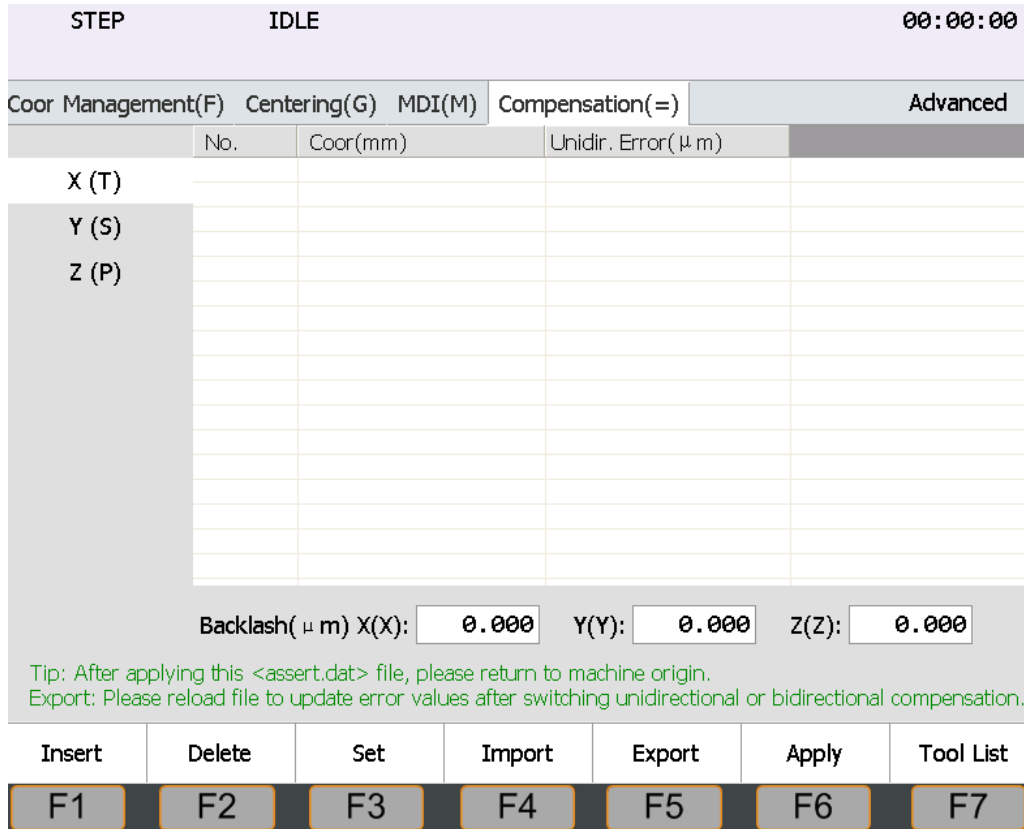 STEP IDLE 00:00:00
Coor Management(F) Centering(G) MDI(M) Compensation(=) Advanced
No. Coor(mm) Unidir. Error(μm)
X (T)
Y (S)
Z (P)
Backlash(μm) X(X): 0.000 Y(Y): 0.000 Z(Z): 0.000
Tip: After applying this <assert.dat> file, please return to machine origin.
Export: Please reload file to update error values after switching unidirectional or bidirectional compensation.
Insert Delete Set Import Export Apply Tool List
F1 F2 F3 F4 F5 F6 F7